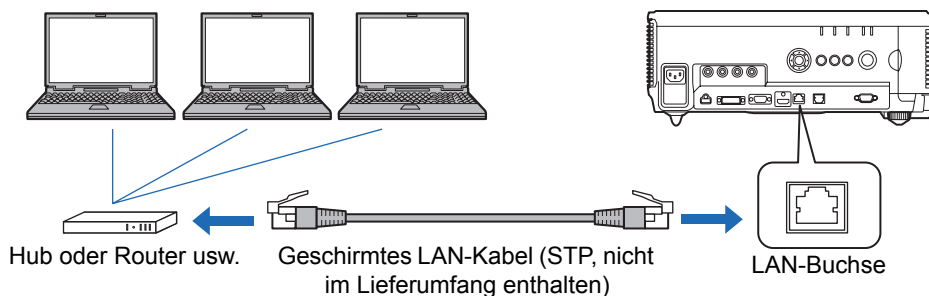 Hub oder Router usw.
Geschirmtes LAN-Kabel (STP, nicht
im Lieferumfang enthalten)
LAN-Buchse